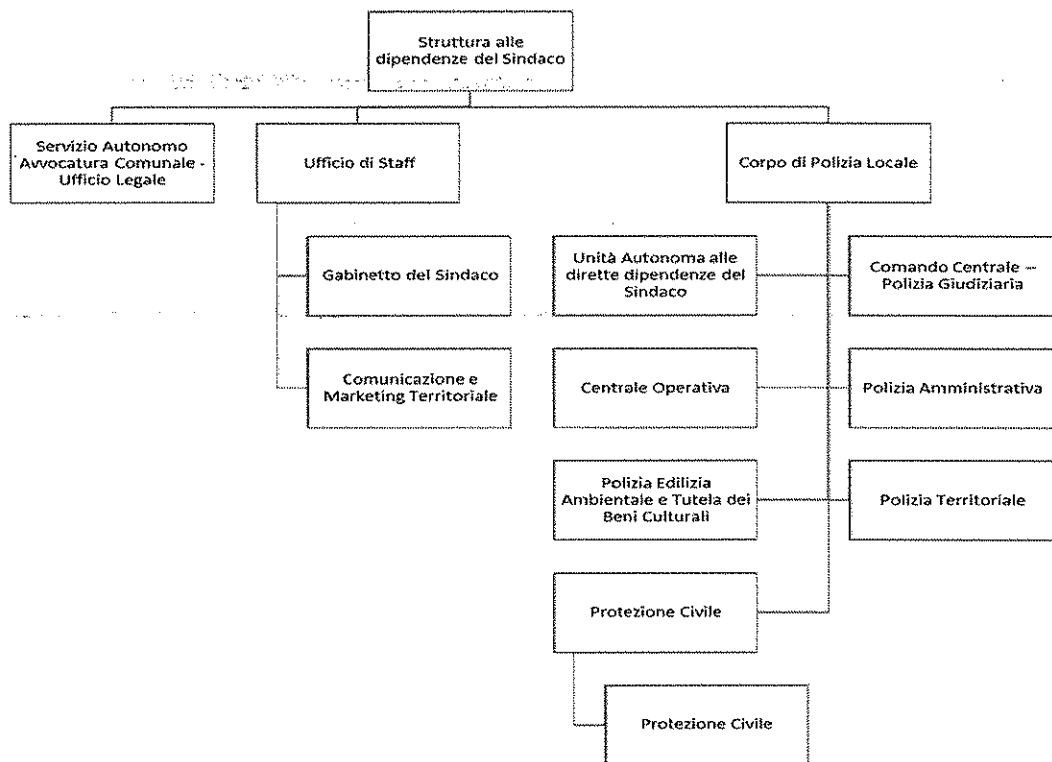 Struttura alle
dipendenze del Sindaco
Servizio Autonomo
Avvocatura Comunale -
Ufficio Legale
Ufficio di Staff
Corpo di Polizia Locale
Gabinetto del Sindaco
Unità Autonoma alle
dirette dipendenze del
Sindaco
Comando Centrale –
Polizia Giudiziaria
Comunicazione e
Marketing Territoriale
Centrale Operativa
Polizia Amministrativa
Polizia Edilizia
Ambientale e Tutela dei
Beni Culturali
Polizia Territoriale
Protezione Civile
Protezione Civile